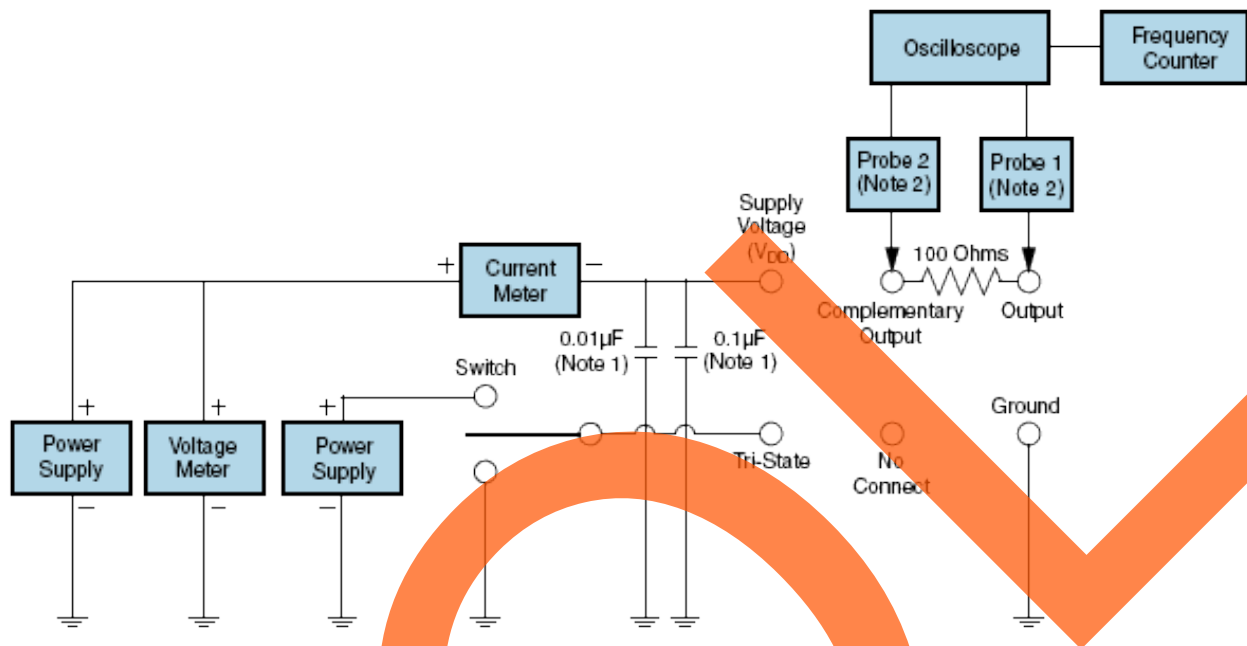 Oscilloscope
Frequency
Counter
Probe 2
(Note 2)
Probe 1
(Note 2)
Supply
Voltage
(VDD)
100 Ohms
+
Current
Meter
−
Complementary
Output
Output
0.01µF
(Note 1)
0.1µF
(Note 1)
Switch
Ground
+
Power
Supply
−
+
Voltage
Meter
−
+
Power
Supply
−
Tri-State
No
Connect